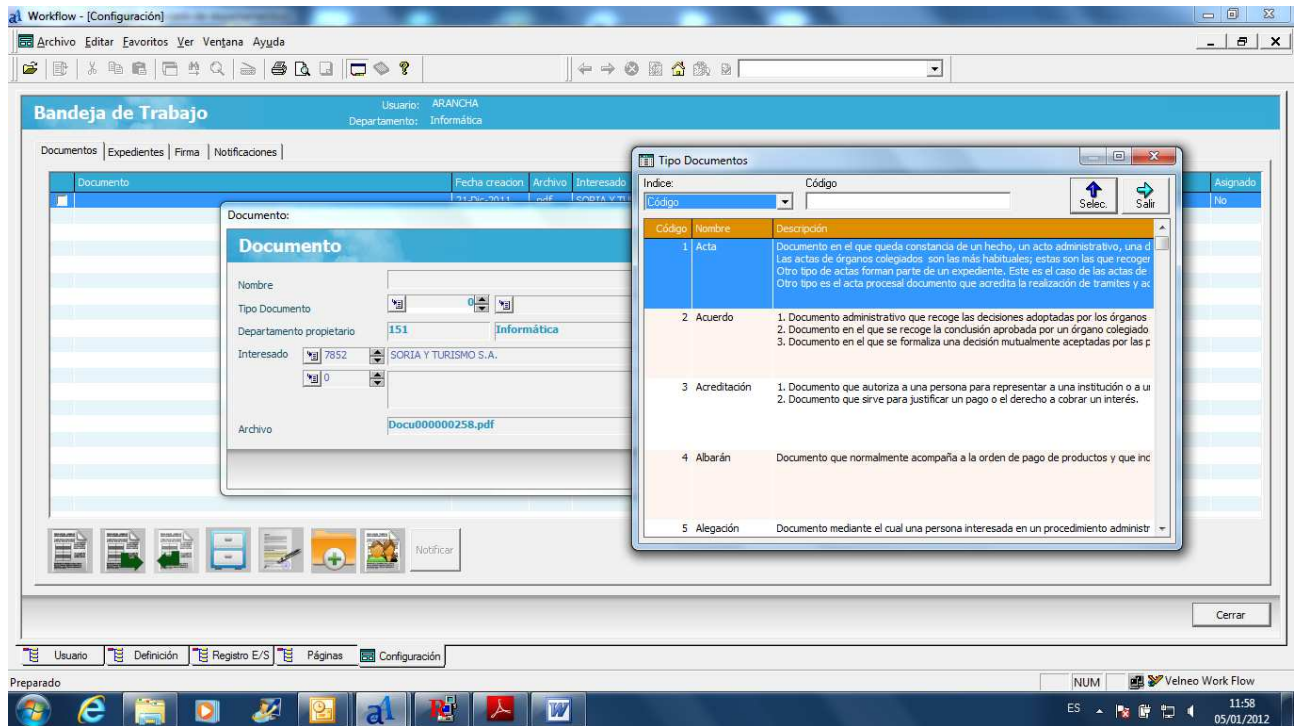 Workflow - [Configuración]
Archivo Editar Favoritos Ver Ventana Ayuda
Bandeja de Trabajo
Usuario: ARANCHA
Departamento: Informática
Documentos Expedientes Firma Notificaciones
Documento Fecha creacion Archivo Interesado Asignado
21-Dic-2011 .pdf SORIA Y TU No
Documento:
Documento
Nombre
Tipo Documento 0
Departamento propietario 151 Informática
Interesado 7852 SORIA Y TURISMO S.A.
0
Archivo Docu000000258.pdf
Tipo Documentos
Indice: Código
Código Selec. Salir
Código Nombre Descripción
1 Acta Documento en el que queda constancia de un hecho, un acto administrativo, una d
Las actas de órganos colegiados son las más habituales; estas son las que recoger
Otro tipo de actas forman parte de un expediente. Este es el caso de las actas de
Otro tipo es el acta procesal documento que acredita la realización de tramites y ac
2 Acuerdo 1. Documento administrativo que recoge las decisiones adoptadas por los órganos
2. Documento en el que se recoge la conclusión aprobada por un órgano colegiado
3. Documento en el que se formaliza una decisión mutualmente aceptadas por las p
3 Acreditación 1. Documento que autoriza a una persona para representar a una institución o a ur
2. Documento que sirve para justificar un pago o el derecho a cobrar un interés.
4 Albarán Documento que normalmente acompaña a la orden de pago de productos y que inc
5 Alegación Documento mediante el cual una persona interesada en un procedimiento administr
Notificar
Cerrar
Usuario Definición Registro E/S Páginas Configuración
Preparado NUM Velneo Work Flow
ES 11:58
05/01/2012